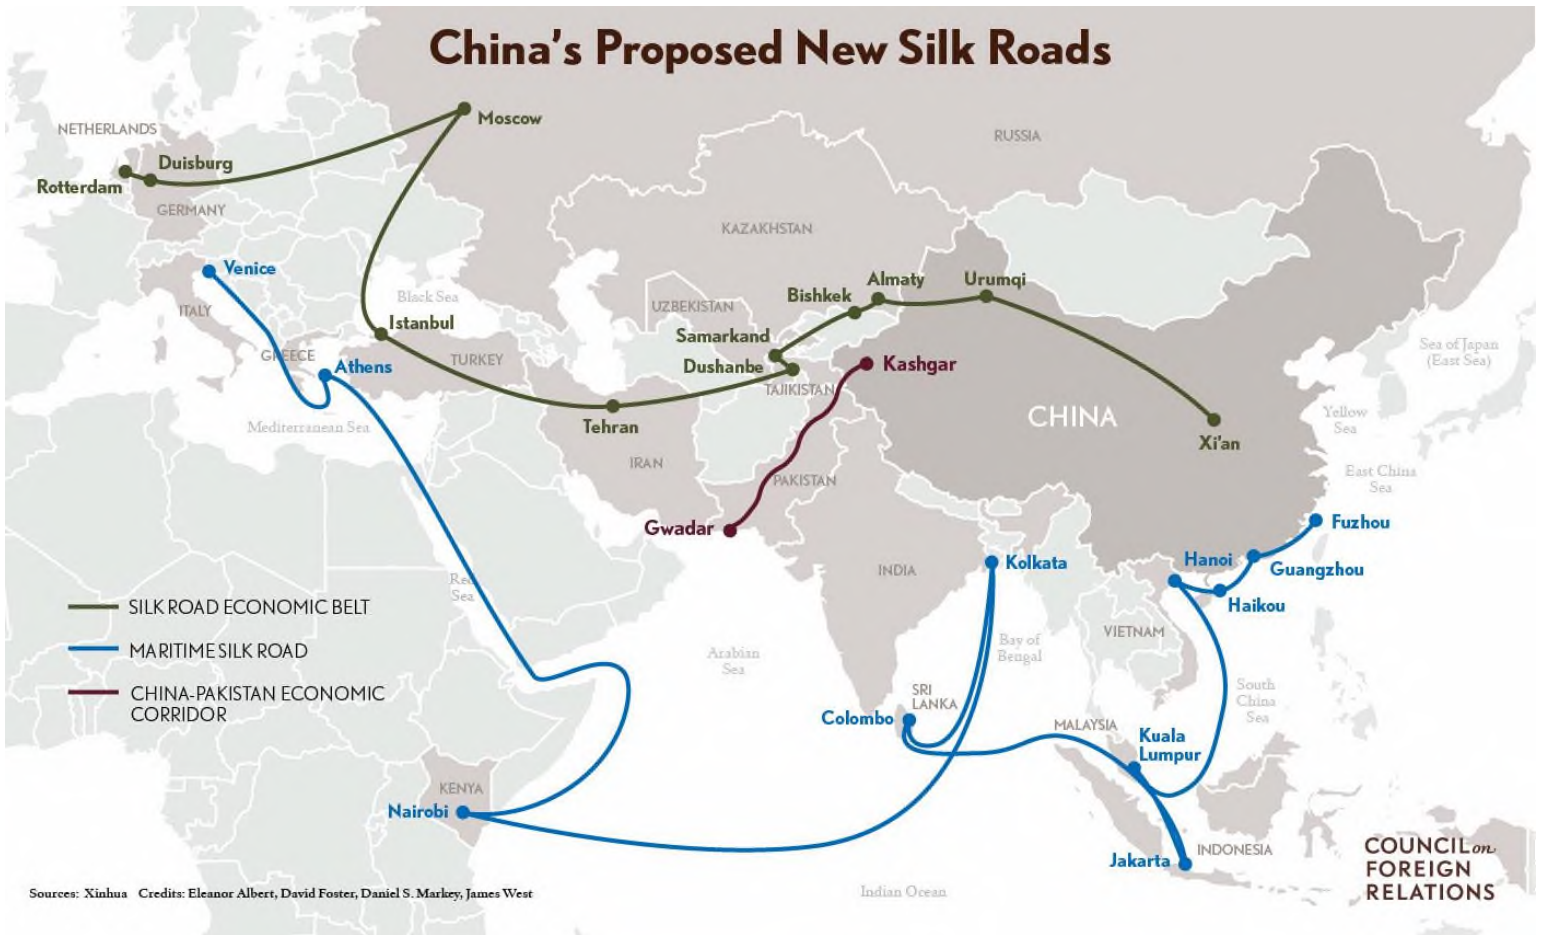 China's Proposed New Silk Roads
Moscow
NETHERLANDS
RUSSIA
Duisburg
Rotterdam
GERMANY
KAZAKHSTAN
Venice
Almaty
Urumqi
Bishkek
Black Sea
ITALY
UZBEKISTAN
Istanbul
Samarkand
Sea of Japan
(East Sea)
GREECE
TURKEY
Athens
Dushanbe
Kashgar
TAJIKISTAN
Yellow
Sea
CHINA
Mediterranean Sea
Tehran
Xi'an
IRAN
PAKISTAN
East China
Sea
Gwadar
Fuzhou
Hanoi
Kolkata
INDIA
Guangzhou
Red
Sea
Haikou
SILK ROAD ECONOMIC BELT
MARITIME SILK ROAD
CHINA-PAKISTAN ECONOMIC
CORRIDOR
VIETNAM
Bay of
Bengal
Arabian
Sea
SRI
LANKA
South
China
Sea
Colombo
MALAYSIA
Kuala
Lumpur
KENYA
Nairobi
Jakarta
INDONESIA
COUNCIL on
FOREIGN
RELATIONS
Indian Ocean
Sources: Xinhua Credits: Eleanor Albert, David Foster, Daniel S. Markey, James West